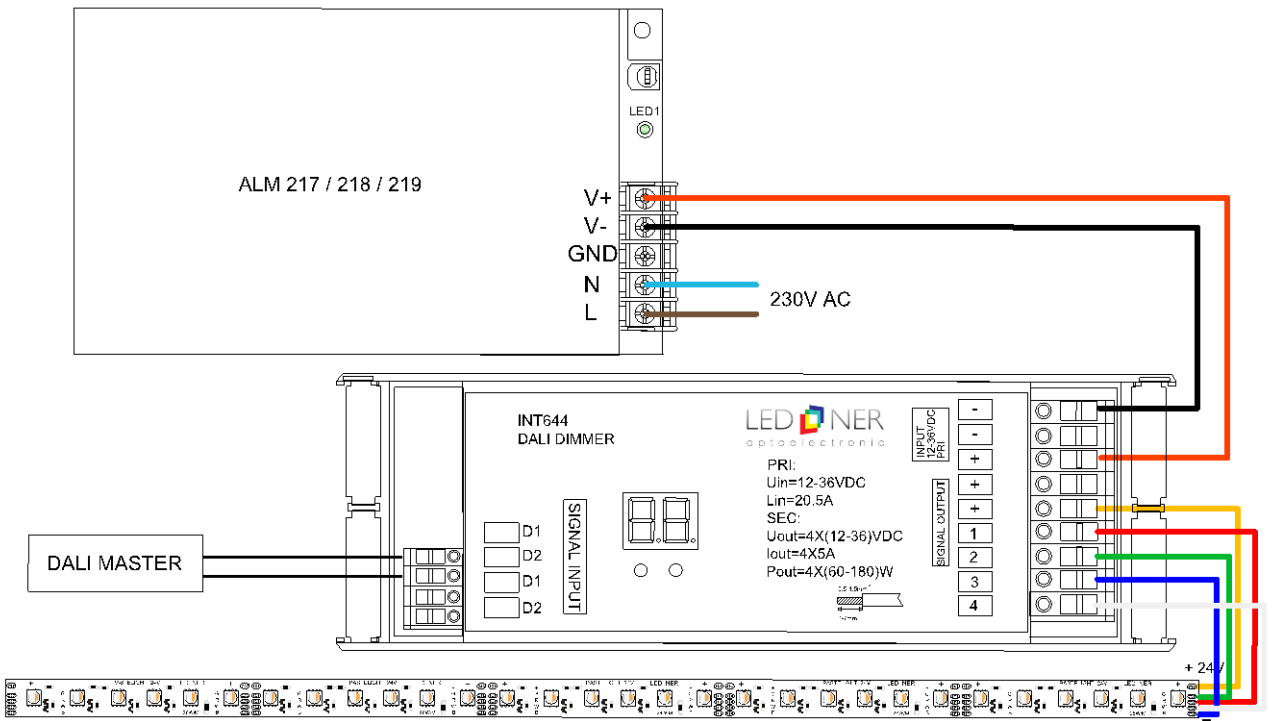 LED1
ALM 217 / 218 / 219
V+
V-
GND
N
L
230V AC
INT644
DALI DIMMER
LED NER
optoelectronic
INPUT
12-36VDC
PRI
-
-
+
+
+
1
2
3
4
SIGNAL OUTPUT
PRI:
Uin=12-36VDC
Lin=20.5A
SEC:
Uout=4X(12-36)VDC
Iout=4X5A
Pout=4X(60-180)W
SIGNAL INPUT
D1
D2
D1
D2
DALI MASTER
+ 24V